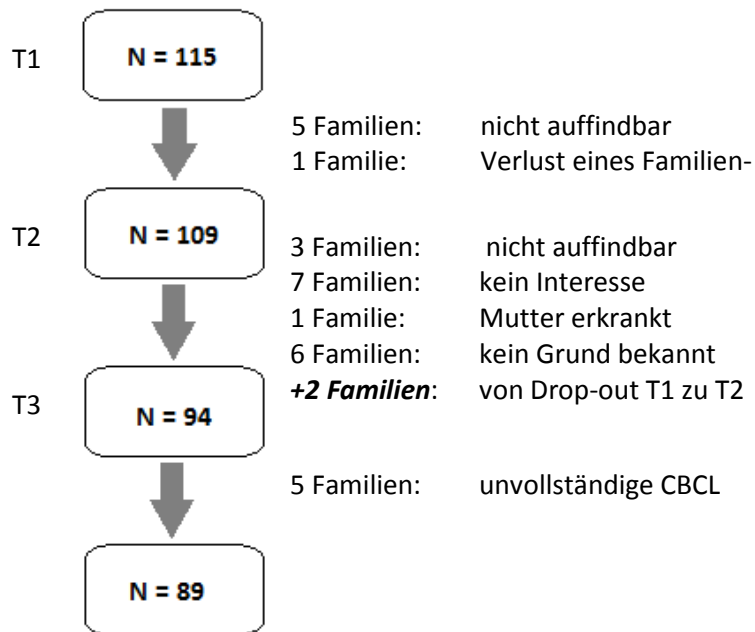 T1 N = 115
5 Familien: nicht auffindbar
1 Familie: Verlust eines Familien-
T2 N = 109
3 Familien: nicht auffindbar
7 Familien: kein Interesse
1 Familie: Mutter erkrankt
6 Familien: kein Grund bekannt
+2 Familien: von Drop-out T1 zu T2
T3 N = 94
5 Familien: unvollständige CBCL
N = 89